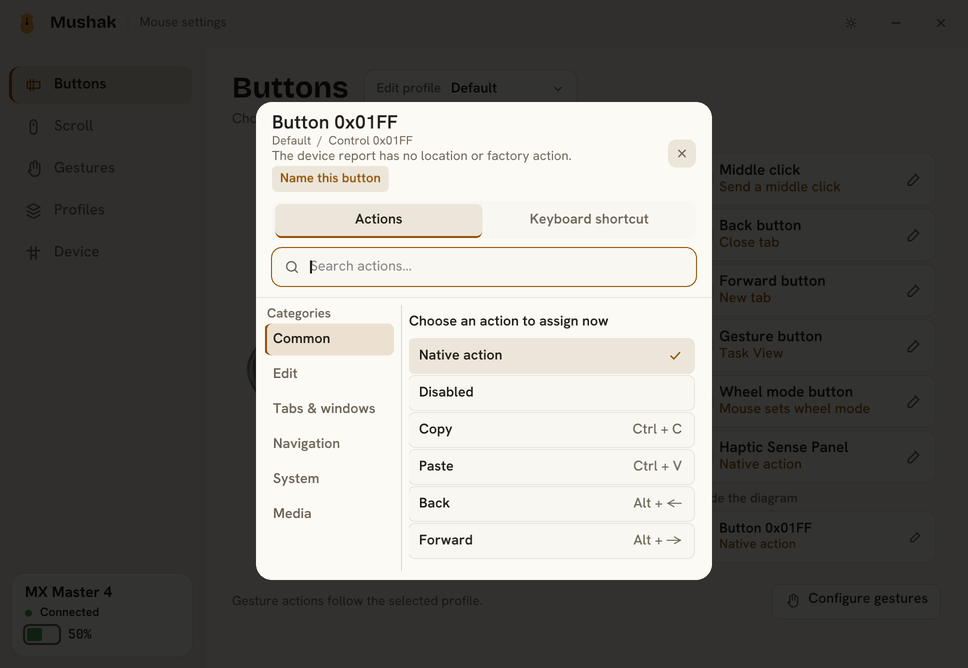 Mushak
Mouse settings
Buttons
Scroll
Gestures
Profiles
Device
MX Master 4
Connected
50%
Buttons
Edit profile Default
Button 0x01FF
Default / Control 0x01FF
The device report has no location or factory action.
Name this button
Actions
Keyboard shortcut
Search actions...
Categories
Common
Edit
Tabs & windows
Navigation
System
Media
Choose an action to assign now
Native action
Disabled
Copy Ctrl + C
Paste Ctrl + V
Back Alt + ←
Forward Alt + →
Middle click
Send a middle click
Back button
Close tab
Forward button
New tab
Gesture button
Task View
Wheel mode button
Mouse sets wheel mode
Haptic Sense Panel
Native action
the diagram
Button 0x01FF
Native action
Gesture actions follow the selected profile.
Configure gestures